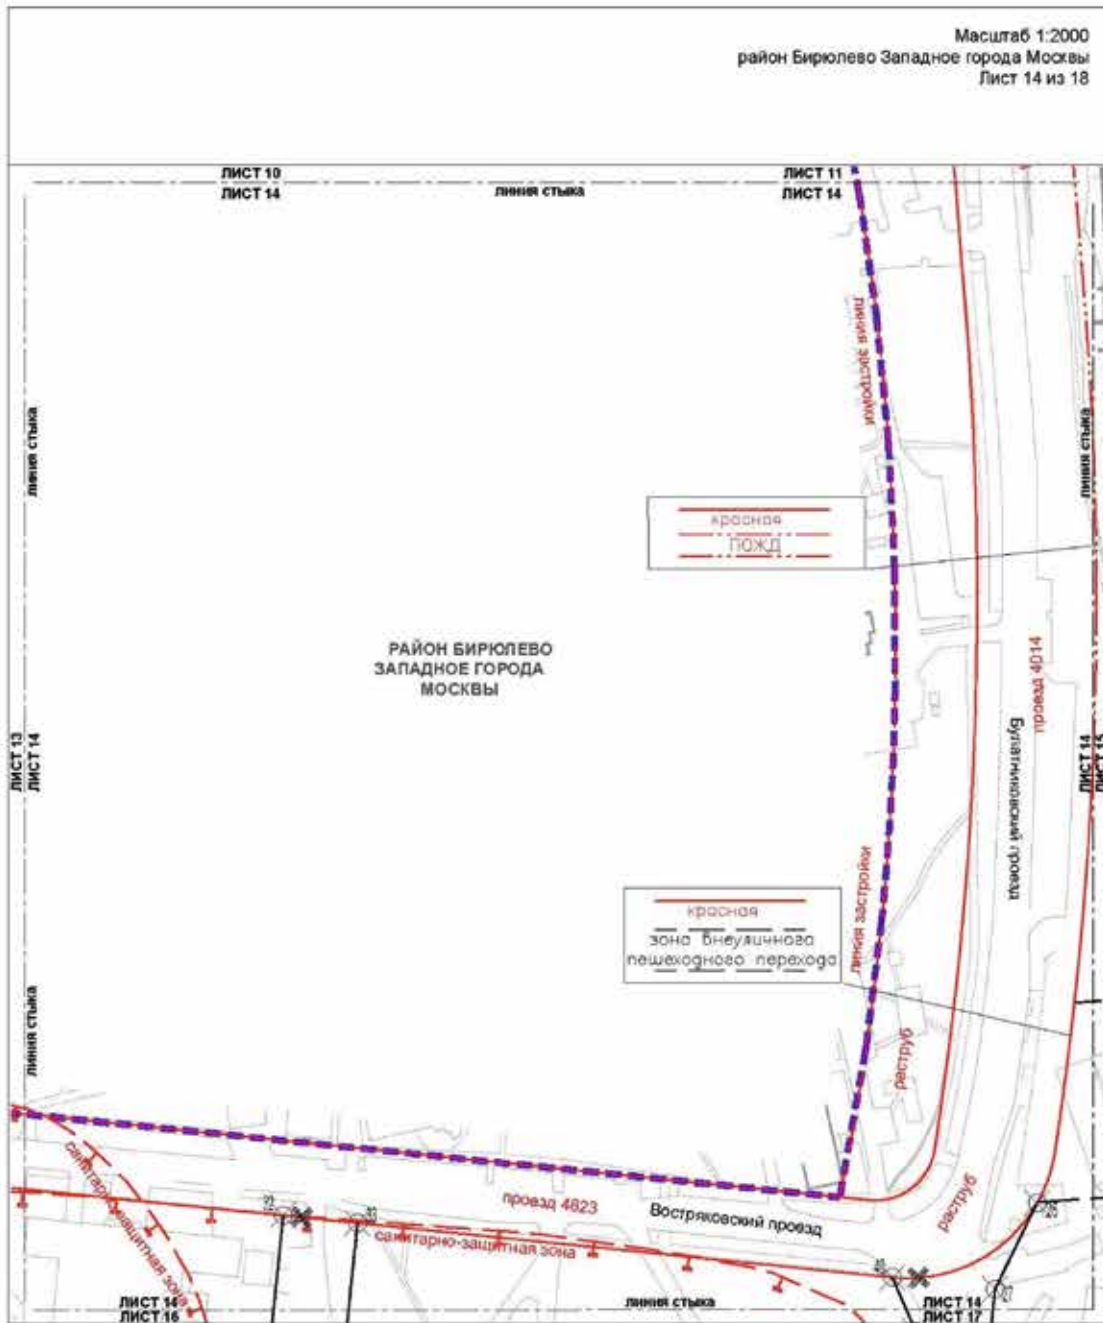 Масштаб 1:2000
район Бирюлево Западное города Москвы
Лист 14 из 18
ЛИСТ 10
ЛИСТ 14
линия стыка
ЛИСТ 11
ЛИСТ 14
линия застройки
линия стыка
линия стыка
красная
ПОЖД
РАЙОН БИРЮЛЕВО
ЗАПАДНОЕ ГОРОДА
МОСКВЫ
проезд 4014
Булатниковский проезд
ЛИСТ 13
ЛИСТ 14
ЛИСТ 14
ЛИСТ 15
линия застройки
красная
зона внеуличного
пешеходного перехода
линия стыка
линия стыка
раструб
раструб
санитарно-защитная зона
проезд 4823
Востряковский проезд
санитарно-защитная зона
ЛИСТ 14
ЛИСТ 16
линия стыка
ЛИСТ 14
ЛИСТ 17